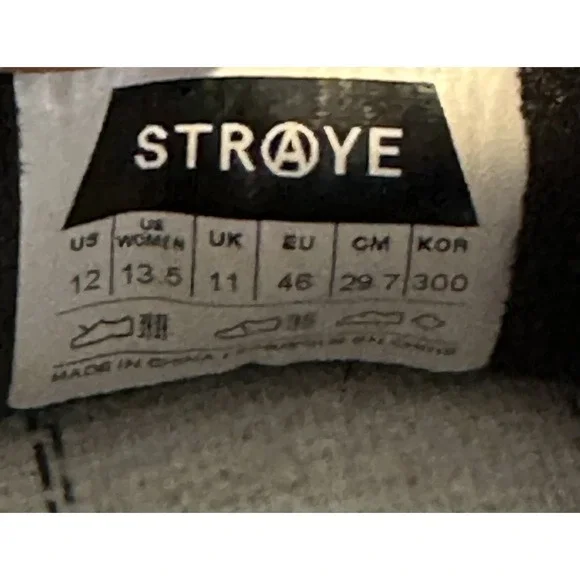 STRAYE
US US WOMEN UK EU CM KOR
12 13.5 11 46 29.7 300
MADE IN CHINA /